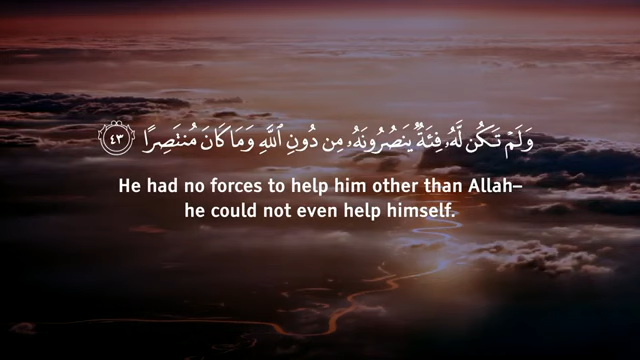 وَلَمْ تَكُن لَّهُۥ فِئَةٌ يَنصُرُونَهُۥ مِن دُونِ ٱللَّهِ وَمَا كَانَ مُنتَصِرًا ٤٣
He had no forces to help him other than Allah–
he could not even help himself.